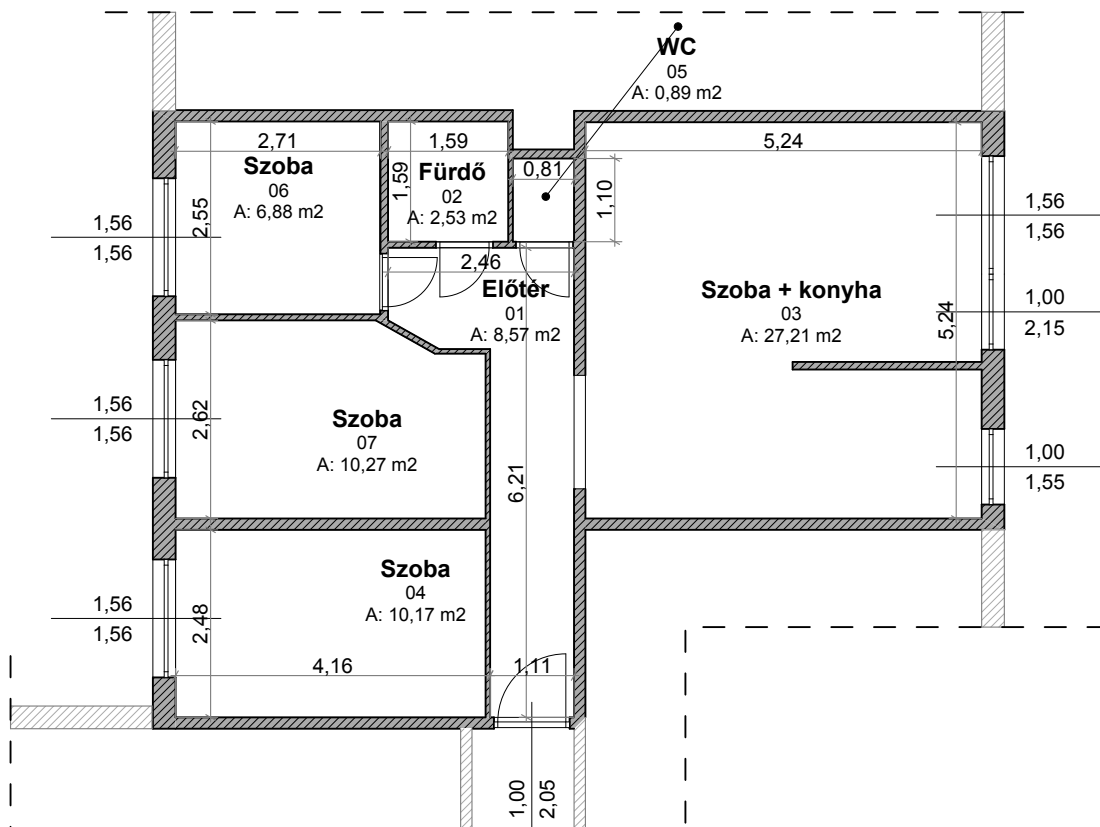 WC
05
A: 0,89 m2
2,71
1,59
5,24
Szoba
06
A: 6,88 m2
Fürdő
02
A: 2,53 m2
0,81
1,59
1,10
2,55
1,56
1,56
1,56
1,56
2,46
Előtér
01
A: 8,57 m2
Szoba + konyha
03
A: 27,21 m2
5,24
1,00
2,15
1,56
1,56
2,62
Szoba
07
A: 10,27 m2
6,21
1,00
1,55
Szoba
04
A: 10,17 m2
1,56
1,56
2,48
4,16
1,11
1,00
2,05